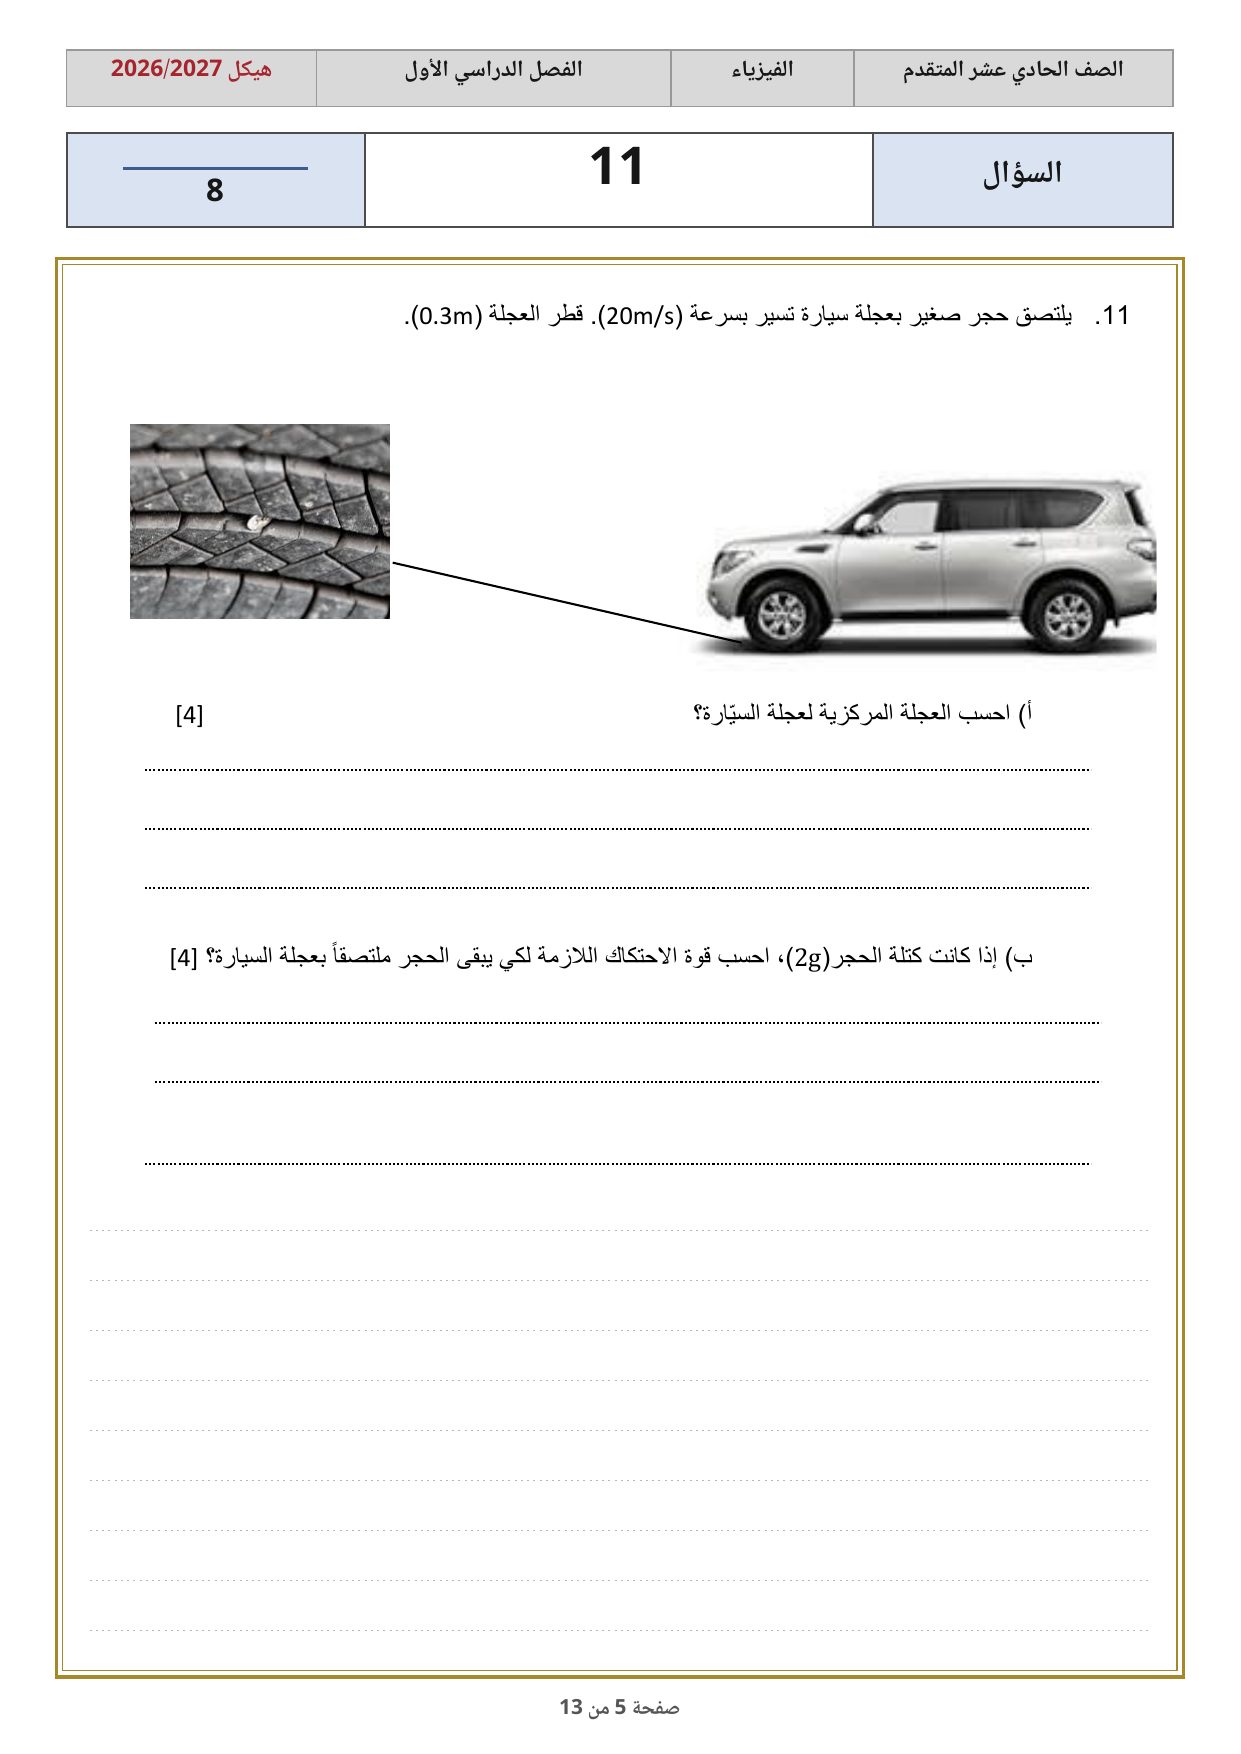 الصف الحادي عشر المتقدم الفيزياء الفصل الدراسي الأول هيكل 2026/2027
السؤال 11 8
11. يلتصق حجر صغير بعجلة سيارة تسير بسرعة (20m/s). قطر العجلة (0.3m).
أ) احسب العجلة المركزية لعجلة السيّارة؟ [4]
ب) إذا كانت كتلة الحجر(2g)، احسب قوة الاحتكاك اللازمة لكي يبقى الحجر ملتصقاً بعجلة السيارة؟ [4]
صفحة 5 من 13